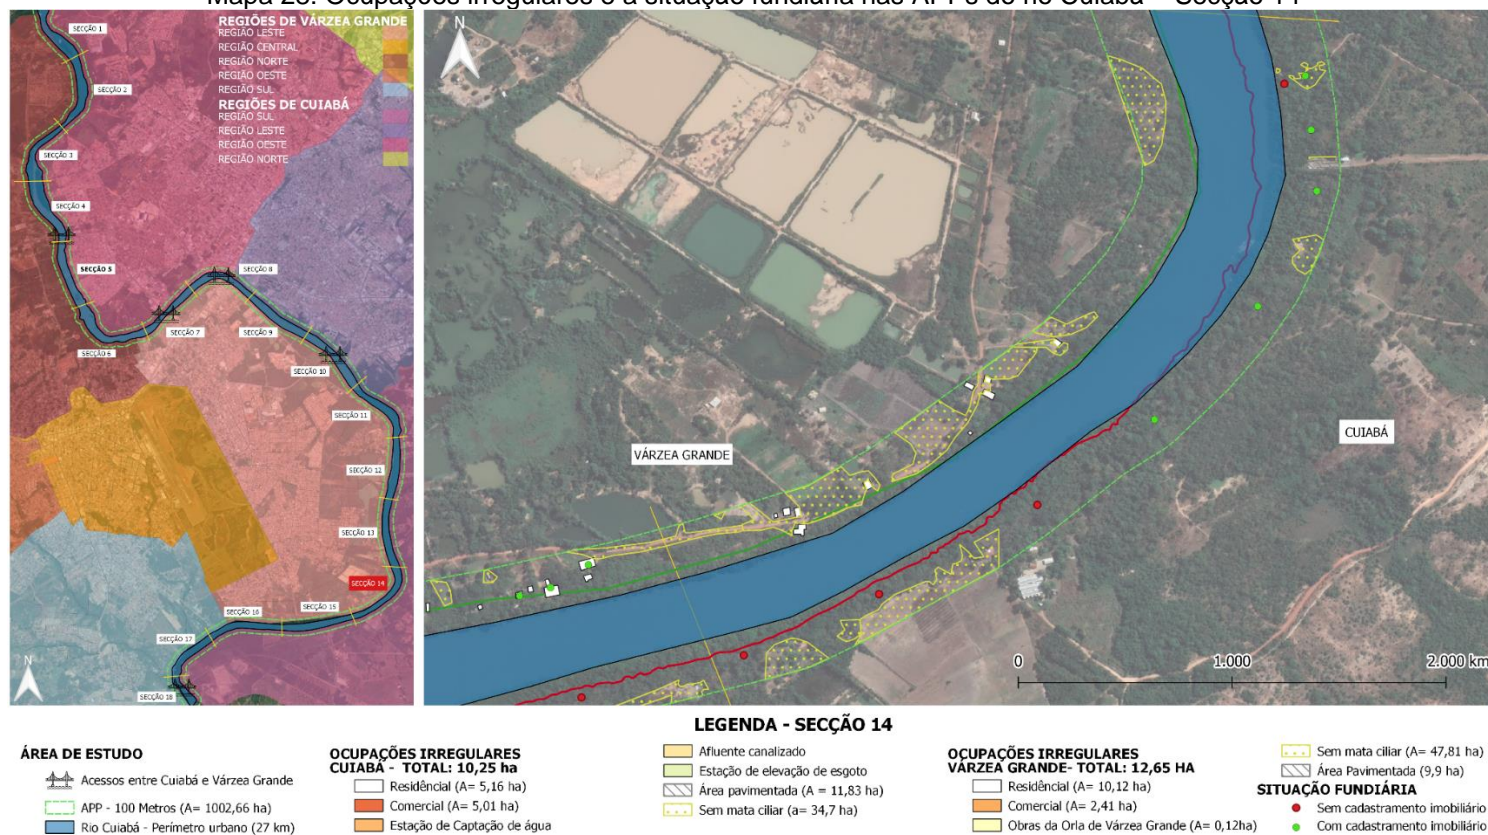 Mapa 28: Ocupações irregulares e a situação fundiária nas APP's do rio Cuiabá – Secção 14
REGIÕES DE VÁRZEA GRANDE
REGIÃO LESTE
REGIÃO CENTRAL
REGIÃO NORTE
REGIÃO OESTE
REGIÃO SUL
REGIÕES DE CUIABÁ
REGIÃO SUL
REGIÃO LESTE
REGIÃO OESTE
REGIÃO NORTE
SECÇÃO 1
SECÇÃO 2
SECÇÃO 3
SECÇÃO 4
SECÇÃO 5
SECÇÃO 6
SECÇÃO 7
SECÇÃO 8
SECÇÃO 9
SECÇÃO 10
SECÇÃO 11
SECÇÃO 12
SECÇÃO 13
SECÇÃO 14
SECÇÃO 15
SECÇÃO 16
SECÇÃO 17
SECÇÃO 18
N
N
VÁRZEA GRANDE
CUIABÁ
0 1.000 2.000 km
LEGENDA - SECÇÃO 14
ÁREA DE ESTUDO
Acessos entre Cuiabá e Várzea Grande
APP - 100 Metros (A= 1002,66 ha)
Rio Cuiabá - Perímetro urbano (27 km)
OCUPAÇÕES IRREGULARES
CUIABÁ - TOTAL: 10,25 ha
Residêncial (A= 5,16 ha)
Comercial (A= 5,01 ha)
Estação de Captação de água
Afluente canalizado
Estação de elevação de esgoto
Área pavimentada (A = 11,83 ha)
Sem mata ciliar (a= 34,7 ha)
OCUPAÇÕES IRREGULARES
VÁRZEA GRANDE- TOTAL: 12,65 HA
Residêncial (A= 10,12 ha)
Comercial (A= 2,41 ha)
Obras da Orla de Várzea Grande (A= 0,12ha)
Sem mata ciliar (A= 47,81 ha)
Área Pavimentada (9,9 ha)
SITUAÇÃO FUNDIÁRIA
Sem cadastramento imobiliário
Com cadastramento imobiliário